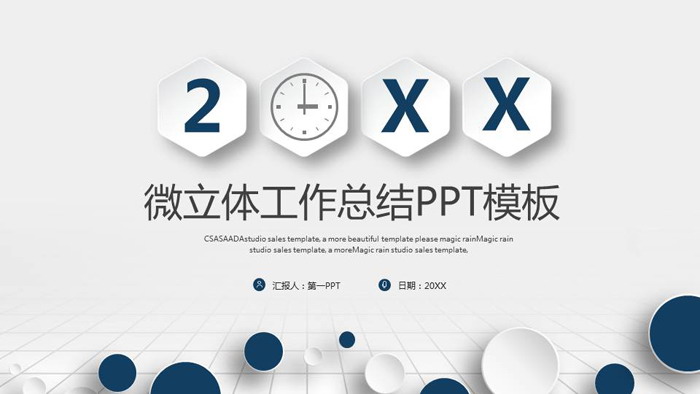 2 XX
微立体工作总结PPT模板
CSASAADAstudio sales template, a more beautiful template please magic rainMagic rain
studio sales template, a moreMagic rain studio sales template,
汇报人：第一PPT 日期：20XX